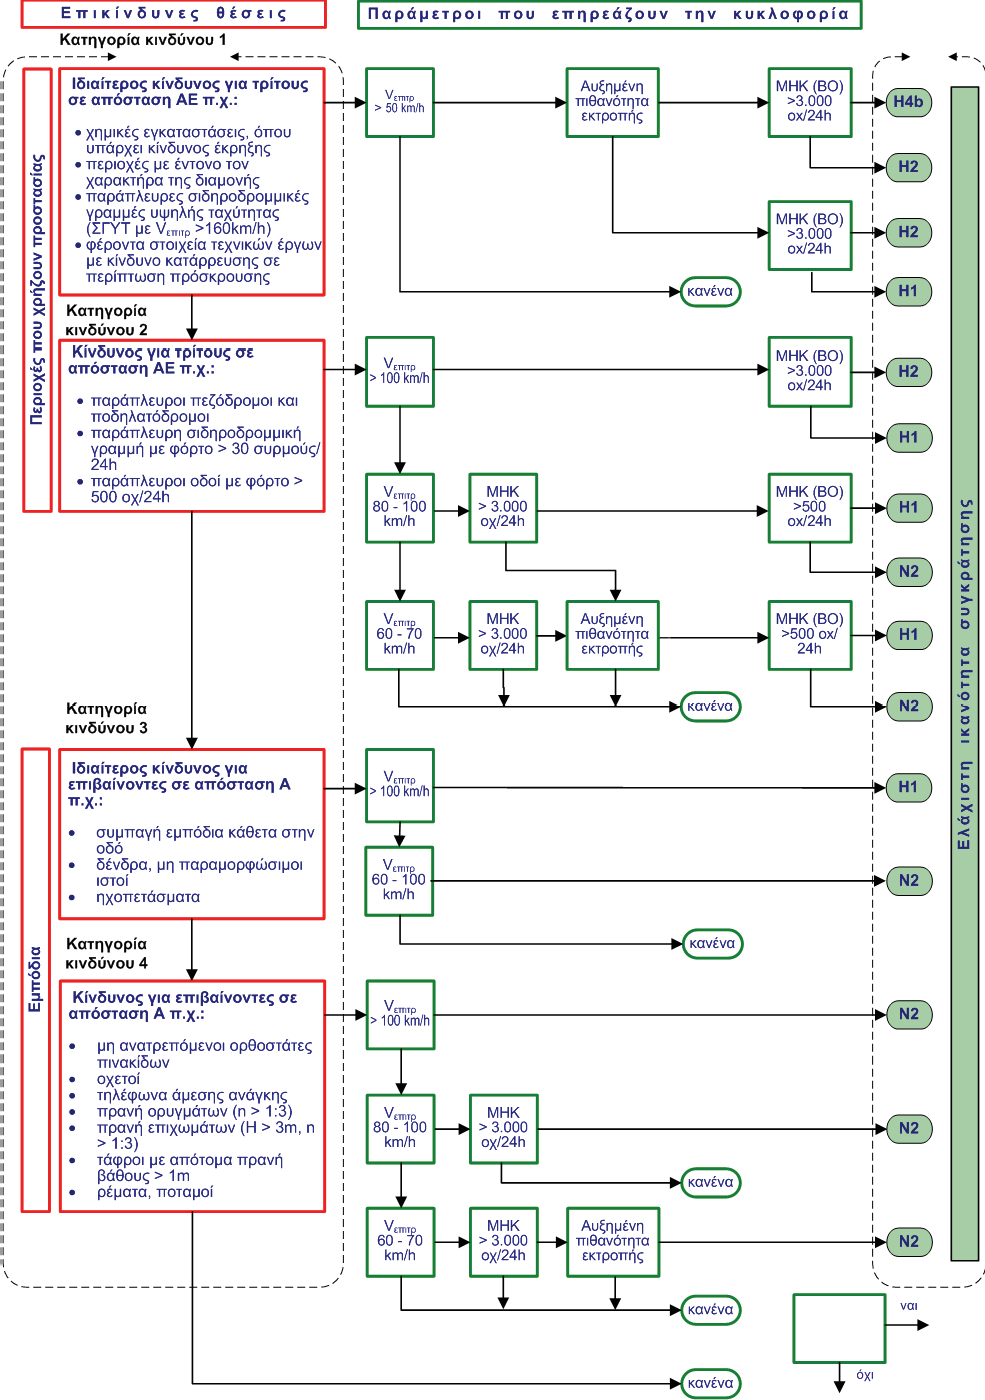 Επικίνδυνες θέσεις
Παράμετροι που επηρεάζουν την κυκλοφορία
Κατηγορία κινδύνου 1
Περιοχές που χρήζουν προστασίας
Ιδιαίτερος κίνδυνος για τρίτους
σε απόσταση ΑΕ π.χ.:
• χημικές εγκαταστάσεις, όπου
υπάρχει κίνδυνος έκρηξης
• περιοχές με έντονο τον
χαρακτήρα της διαμονής
• παράπλευρες σιδηροδρομμικές
γραμμές υψηλής ταχύτητας
(ΣΓΥΤ με Vεπιτρ >160km/h)
• φέροντα στοιχεία τεχνικών έργων
με κίνδυνο κατάρρευσης σε
περίπτωση πρόσκρουσης
Vεπιτρ
> 50 km/h
Αυξημένη
πιθανότητα
εκτροπής
ΜΗΚ (ΒΟ)
>3.000
οχ/24h
H4b
H2
ΜΗΚ (ΒΟ)
>3.000
οχ/24h
H2
κανένα
H1
Κατηγορία
κινδύνου 2
Κίνδυνος για τρίτους σε
απόσταση ΑΕ π.χ.:
• παράπλευροι πεζόδρομοι και
ποδηλατόδρομοι
• παράπλευρη σιδηροδρομμική
γραμμή με φόρτο > 30 συρμούς/
24h
• παράπλευροι οδοί με φόρτο >
500 οχ/24h
Vεπιτρ
> 100 km/h
ΜΗΚ (ΒΟ)
>3.000
οχ/24h
H2
H1
Vεπιτρ
80 - 100
km/h
ΜΗΚ
> 3.000
οχ/24h
ΜΗΚ (ΒΟ)
>500
οχ/24h
H1
N2
Vεπιτρ
60 - 70
km/h
ΜΗΚ
> 3.000
οχ/24h
Αυξημένη
πιθανότητα
εκτροπής
ΜΗΚ (ΒΟ)
>500 οχ/
24h
H1
κανένα
N2
Ελάχιστη ικανότητα συγκράτησης
Κατηγορία
κινδύνου 3
Εμπόδια
Ιδιαίτερος κίνδυνος για
επιβαίνοντες σε απόσταση Α
π.χ.:
• συμπαγή εμπόδια κάθετα στην
οδό
• δένδρα, μη παραμορφώσιμοι
ιστοί
• ηχοπετάσματα
Vεπιτρ
> 100 km/h
H1
Vεπιτρ
60 - 100
km/h
N2
κανένα
Κατηγορία
κινδύνου 4
Κίνδυνος για επιβαίνοντες σε
απόσταση Α π.χ.:
• μη ανατρεπόμενοι ορθοστάτες
πινακίδων
• οχετοί
• τηλέφωνα άμεσης ανάγκης
• πρανή ορυγμάτων (n > 1:3)
• πρανή επιχωμάτων (H > 3m, n
> 1:3)
• τάφροι με απότομα πρανή
βάθους > 1m
• ρέματα, ποταμοί
Vεπιτρ
> 100 km/h
N2
Vεπιτρ
80 - 100
km/h
ΜΗΚ
> 3.000
οχ/24h
N2
κανένα
Vεπιτρ
60 - 70
km/h
ΜΗΚ
> 3.000
οχ/24h
Αυξημένη
πιθανότητα
εκτροπής
N2
κανένα
ναι
όχι
κανένα